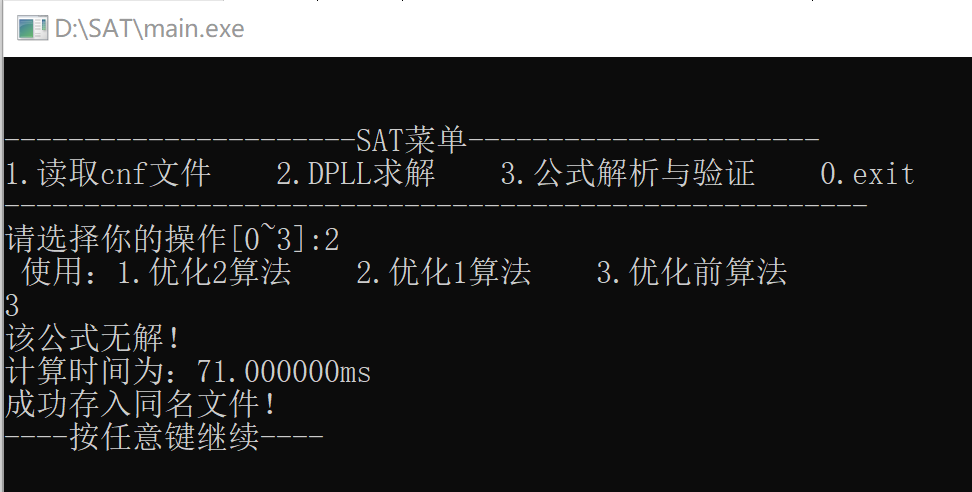 D:\SAT\main.exe
----------------------SAT菜单----------------------
1.读取cnf文件    2.DPLL求解    3.公式解析与验证    0.exit
------------------------------------------------------
请选择你的操作[0~3]:2
 使用：1.优化2算法    2.优化1算法    3.优化前算法
3
该公式无解！
计算时间为：71.000000ms
成功存入同名文件！
----按任意键继续----